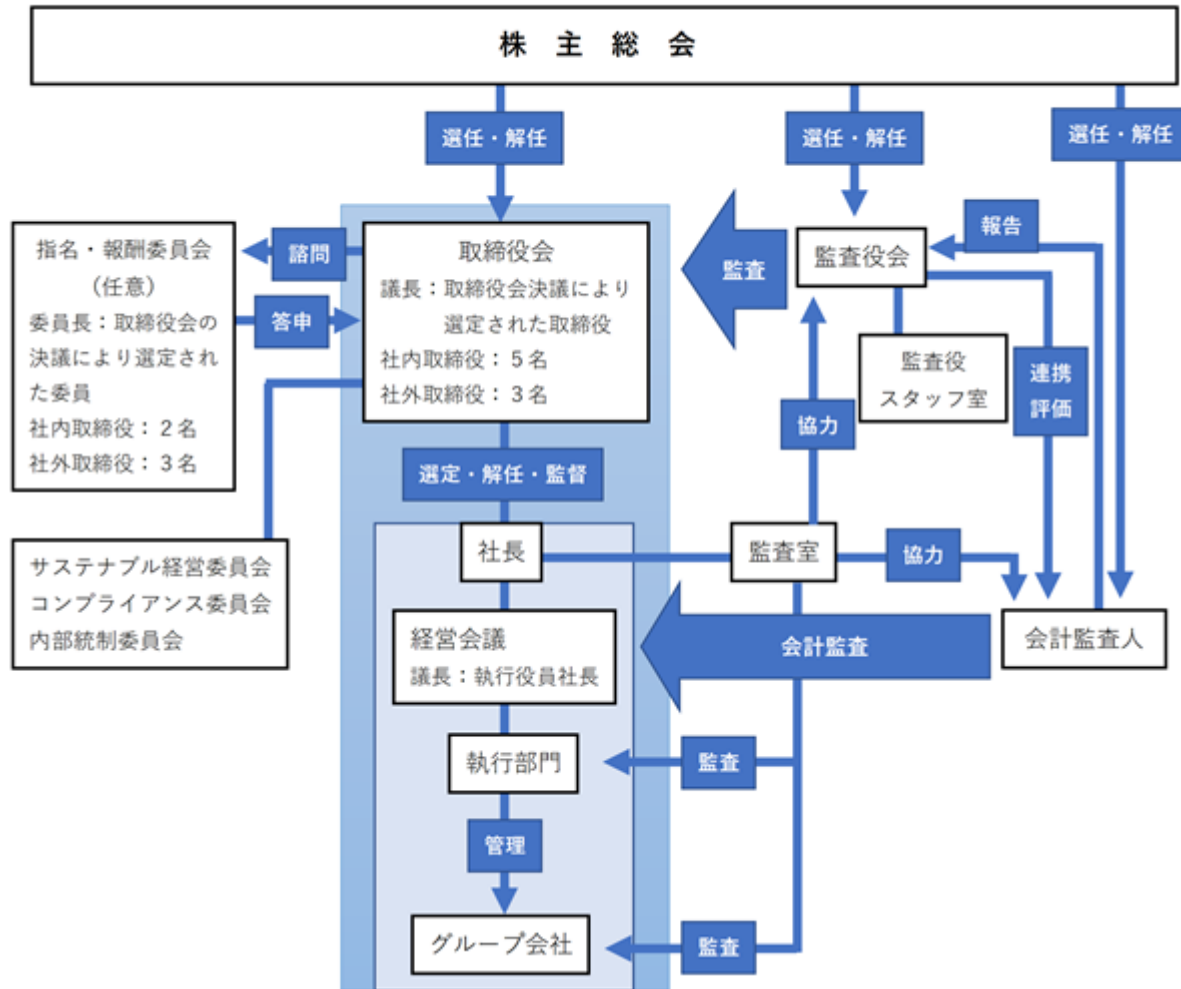 株 主 総 会
選任・解任
選任・解任
選任・解任
指名・報酬委員会
(任意)
委員長：取締役会の
決議により選定され
た委員
社内取締役：２名
社外取締役：３名
諮問
答申
取締役会
議長：取締役会決議により
選定された取締役
社内取締役：５名
社外取締役：３名
監査
監査役会
報告
監査役
スタッフ室
連携
評価
協力
選定・解任・監督
サステナブル経営委員会
コンプライアンス委員会
内部統制委員会
社長
監査室
協力
経営会議
議長：執行役員社長
会計監査
会計監査人
執行部門
監査
管理
グループ会社
監査